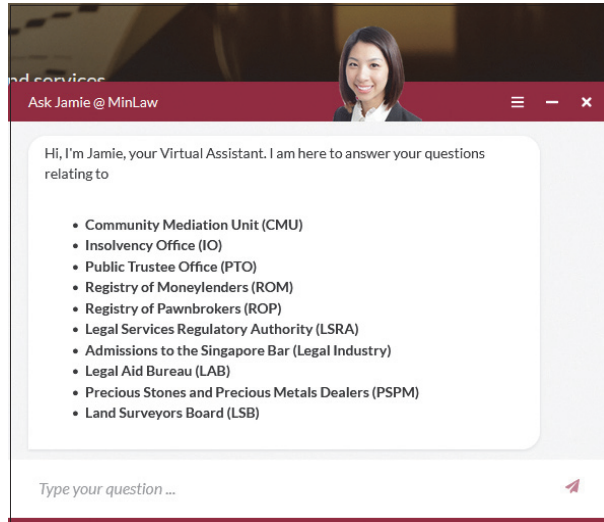 nd services
Ask Jamie @ MinLaw
Hi, I'm Jamie, your Virtual Assistant. I am here to answer your questions
relating to
• Community Mediation Unit (CMU)
• Insolvency Office (IO)
• Public Trustee Office (PTO)
• Registry of Moneylenders (ROM)
• Registry of Pawnbrokers (ROP)
• Legal Services Regulatory Authority (LSRA)
• Admissions to the Singapore Bar (Legal Industry)
• Legal Aid Bureau (LAB)
• Precious Stones and Precious Metals Dealers (PSPM)
• Land Surveyors Board (LSB)
Type your question ...